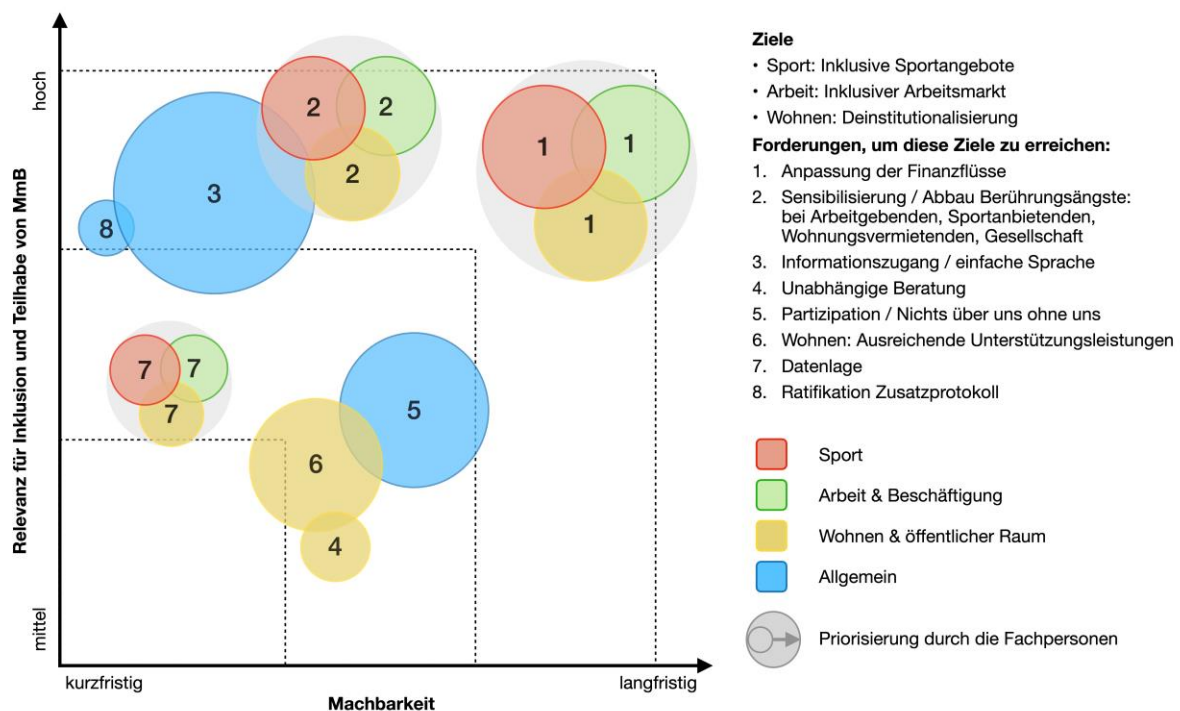 Relevanz für Inklusion und Teilhabe von MmB
hoch
mittel
2
2
2
1
1
1
3
8
7
7
7
5
6
4
kurzfristig
langfristig
Machbarkeit
Ziele
• Sport: Inklusive Sportangebote
• Arbeit: Inklusiver Arbeitsmarkt
• Wohnen: Deinstitutionalisierung
Forderungen, um diese Ziele zu erreichen:
1. Anpassung der Finanzflüsse
2. Sensibilisierung / Abbau Berührungsängste:
bei Arbeitgebenden, Sportanbietenden,
Wohnungsvermietenden, Gesellschaft
3. Informationszugang / einfache Sprache
4. Unabhängige Beratung
5. Partizipation / Nichts über uns ohne uns
6. Wohnen: Ausreichende Unterstützungsleistungen
7. Datenlage
8. Ratifikation Zusatzprotokoll
Sport
Arbeit & Beschäftigung
Wohnen & öffentlicher Raum
Allgemein
Priorisierung durch die Fachpersonen